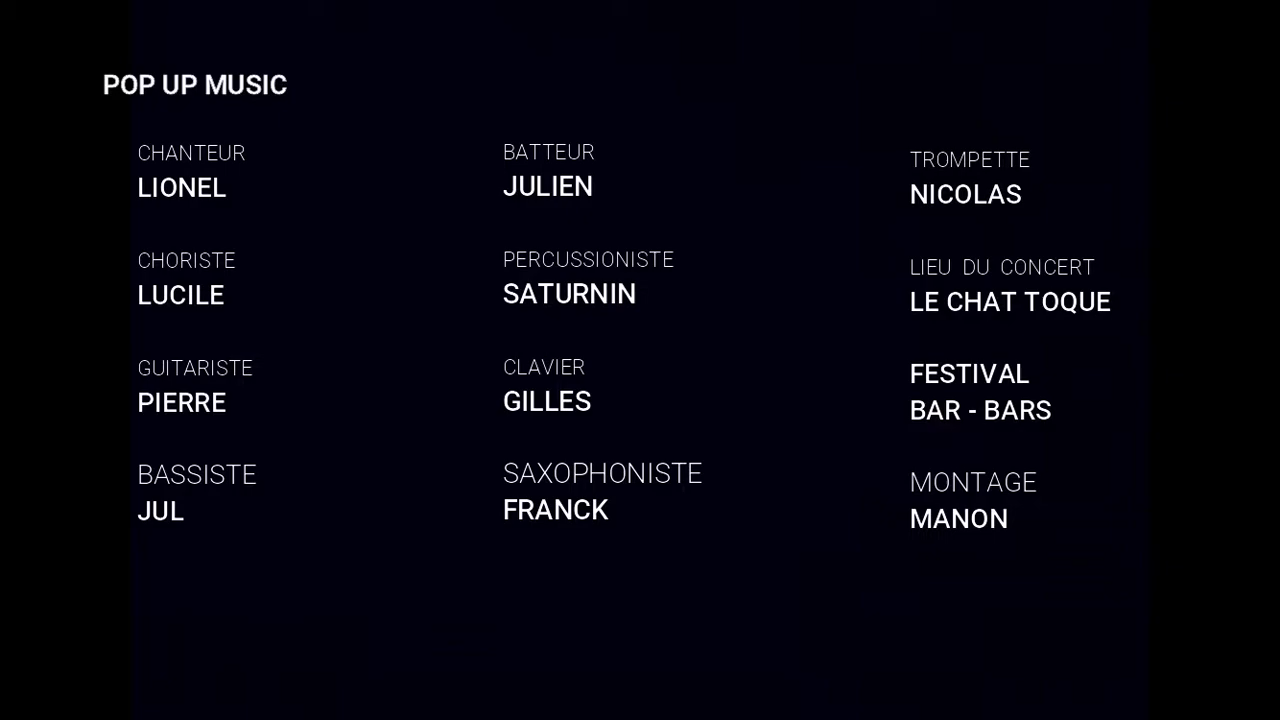 POP UP MUSIC
CHANTEUR
LIONEL
CHORISTE
LUCILE
GUITARISTE
PIERRE
BASSISTE
JUL
BATTEUR
JULIEN
PERCUSSIONISTE
SATURNIN
CLAVIER
GILLES
SAXOPHONISTE
FRANCK
TROMPETTE
NICOLAS
LIEU DU CONCERT
LE CHAT TOQUE
FESTIVAL
BAR - BARS
MONTAGE
MANON